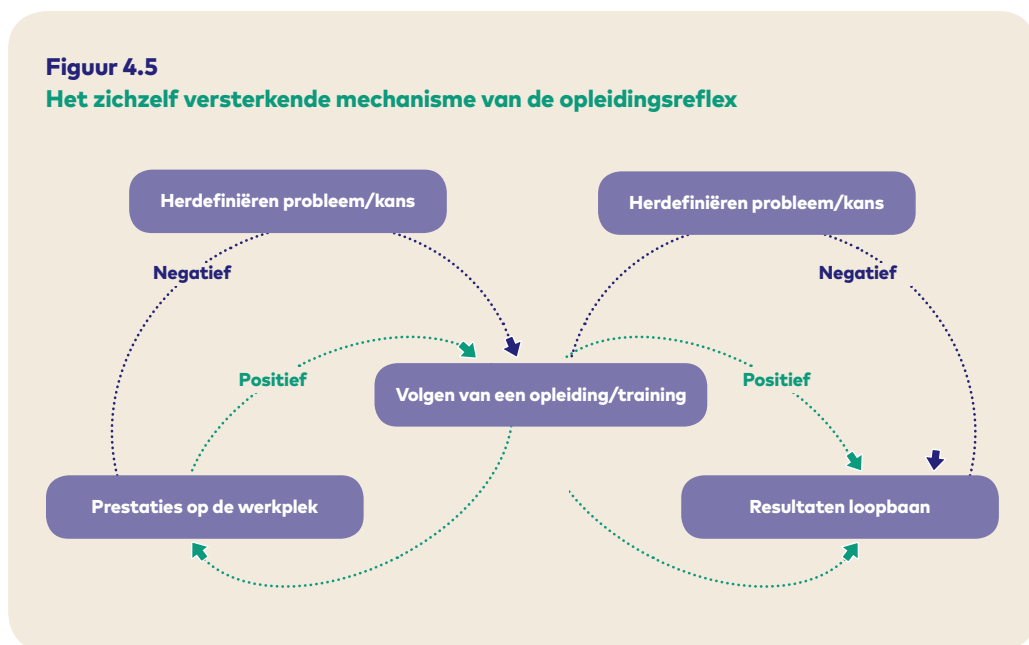 Figuur 4.5
Het zichzelf versterkende mechanisme van de opleidingsreflex
Herdefiniëren probleem/kans
Herdefiniëren probleem/kans
Negatief
Negatief
Positief
Positief
Volgen van een opleiding/training
Prestaties op de werkplek
Resultaten loopbaan